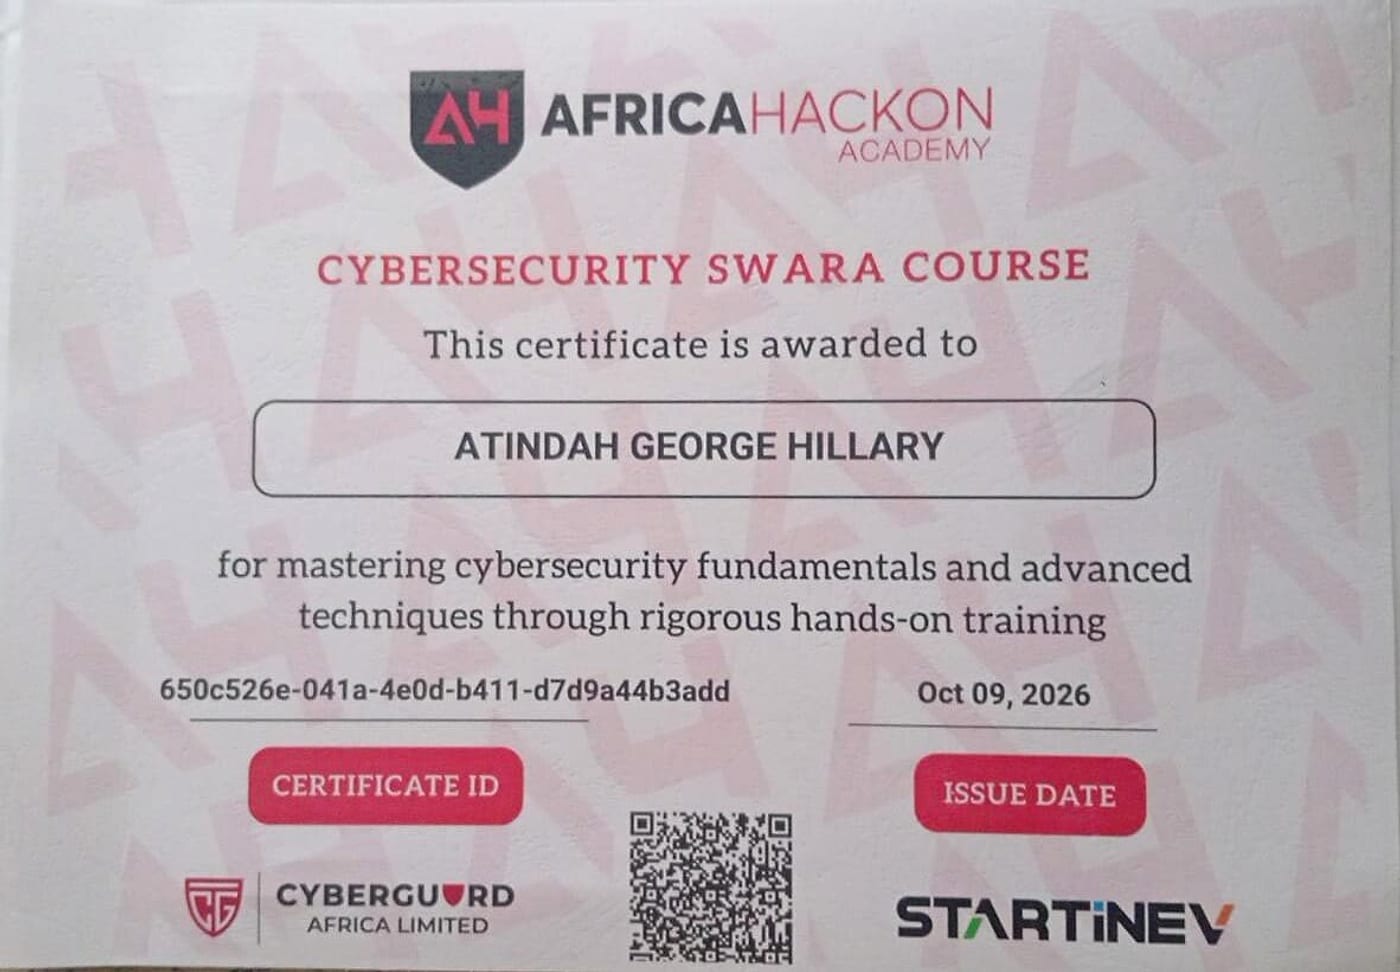 AH AFRICAHACKON
ACADEMY
CYBERSECURITY SWARA COURSE
This certificate is awarded to
ATINDAH GEORGE HILLARY
for mastering cybersecurity fundamentals and advanced
techniques through rigorous hands-on training
650c526e-041a-4e0d-b411-d7d9a44b3add
Oct 09, 2026
CERTIFICATE ID
ISSUE DATE
CG CYBERGUARD
AFRICA LIMITED
STARTiNEV